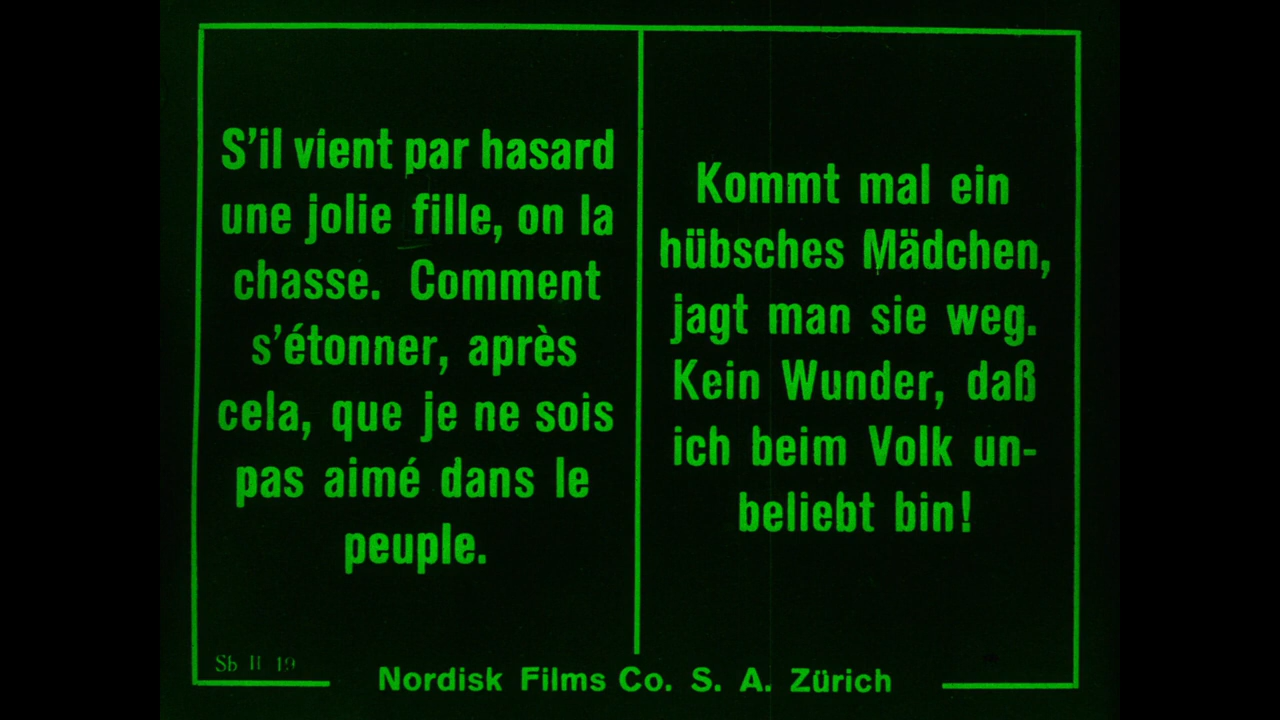 S'il vient par hasard
une jolie fille, on la
chasse. Comment
s'étonner, après
cela, que je ne sois
pas aimé dans le
peuple.
Kommt mal ein
hübsches Mädchen,
jagt man sie weg.
Kein Wunder, daß
ich beim Volk un-
beliebt bin!
Sb II 19
Nordisk Films Co. S. A. Zürich